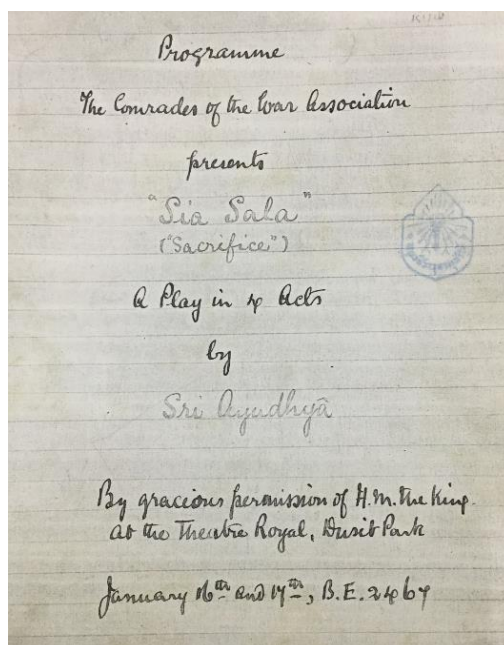 Programme
The Comrades of the War Association
presents
"Sia Sala"
("Sacrifice")
A Play in 4 Acts
by
Sri Ayudhyā
By gracious permission of H.M. the King
at the Theatre Royal, Dusit Park
January 16th and 17th, B.E. 2467